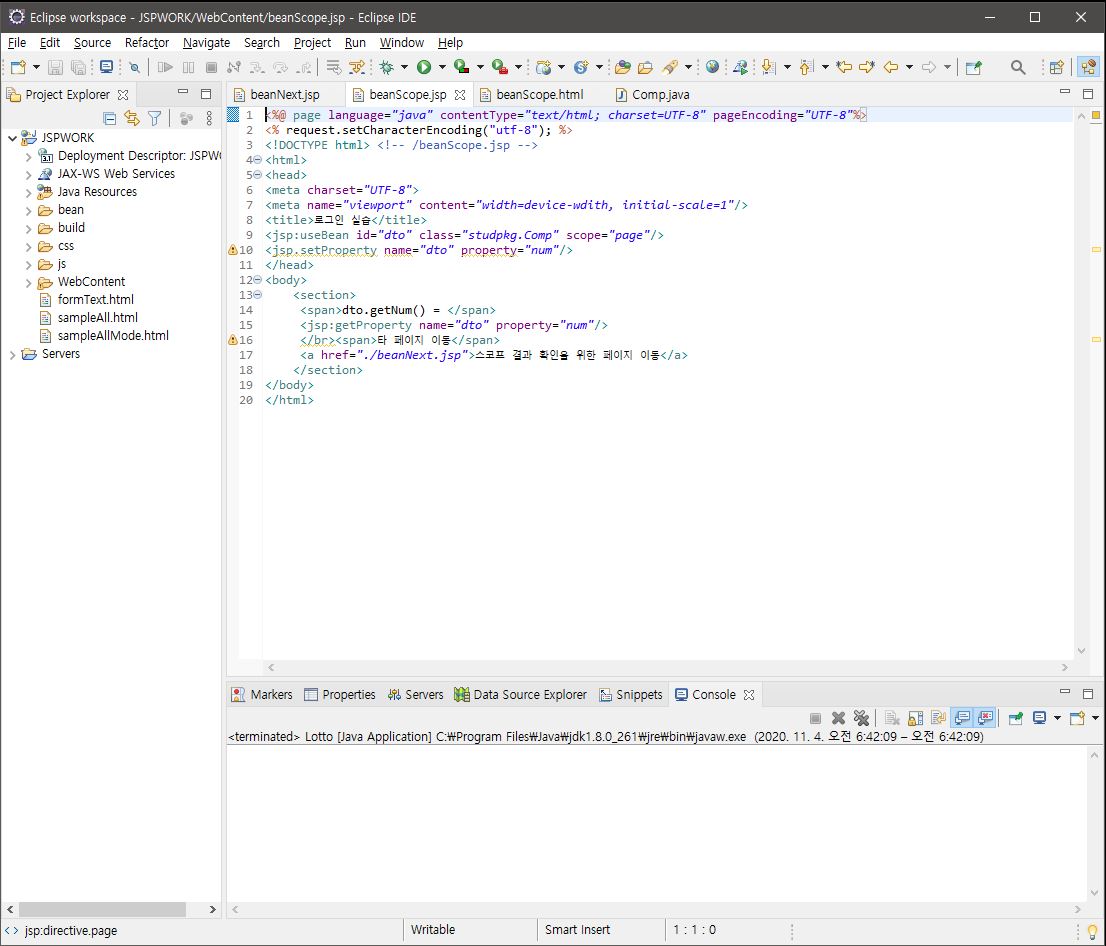 Eclipse workspace - JSPWORK/WebContent/beanScope.jsp - Eclipse IDE
File Edit Source Refactor Navigate Search Project Run Window Help
Project Explorer
beanNext.jsp beanScope.jsp beanScope.html Comp.java
JSPWORK
Deployment Descriptor: JSPW
JAX-WS Web Services
Java Resources
bean
build
css
js
WebContent
formText.html
sampleAll.html
sampleAllMode.html
Servers
1 <%@ page language="java" contentType="text/html; charset=UTF-8" pageEncoding="UTF-8"%>
2 <% request.setCharacterEncoding("utf-8"); %>
3 <!DOCTYPE html> <!-- /beanScope.jsp -->
4 <html>
5 <head>
6 <meta charset="UTF-8">
7 <meta name="viewport" content="width=device-wdith, initial-scale=1"/>
8 <title>로그인 실습</title>
9 <jsp:useBean id="dto" class="studpkg.Comp" scope="page"/>
10 <jsp.setProperty name="dto" property="num"/>
11 </head>
12 <body>
13 <section>
14 <span>dto.getNum() = </span>
15 <jsp:getProperty name="dto" property="num"/>
16 </br><span>타 페이지 이동</span>
17 <a href="./beanNext.jsp">스코프 결과 확인을 위한 페이지 이동</a>
18 </section>
19 </body>
20 </html>
Markers Properties Servers Data Source Explorer Snippets Console
<terminated> Lotto [Java Application] C:₩Program Files₩Java₩jdk1.8.0_261₩jre₩bin₩javaw.exe (2020. 11. 4. 오전 6:42:09 – 오전 6:42:09)
jsp:directive.page Writable Smart Insert 1 : 1 : 0